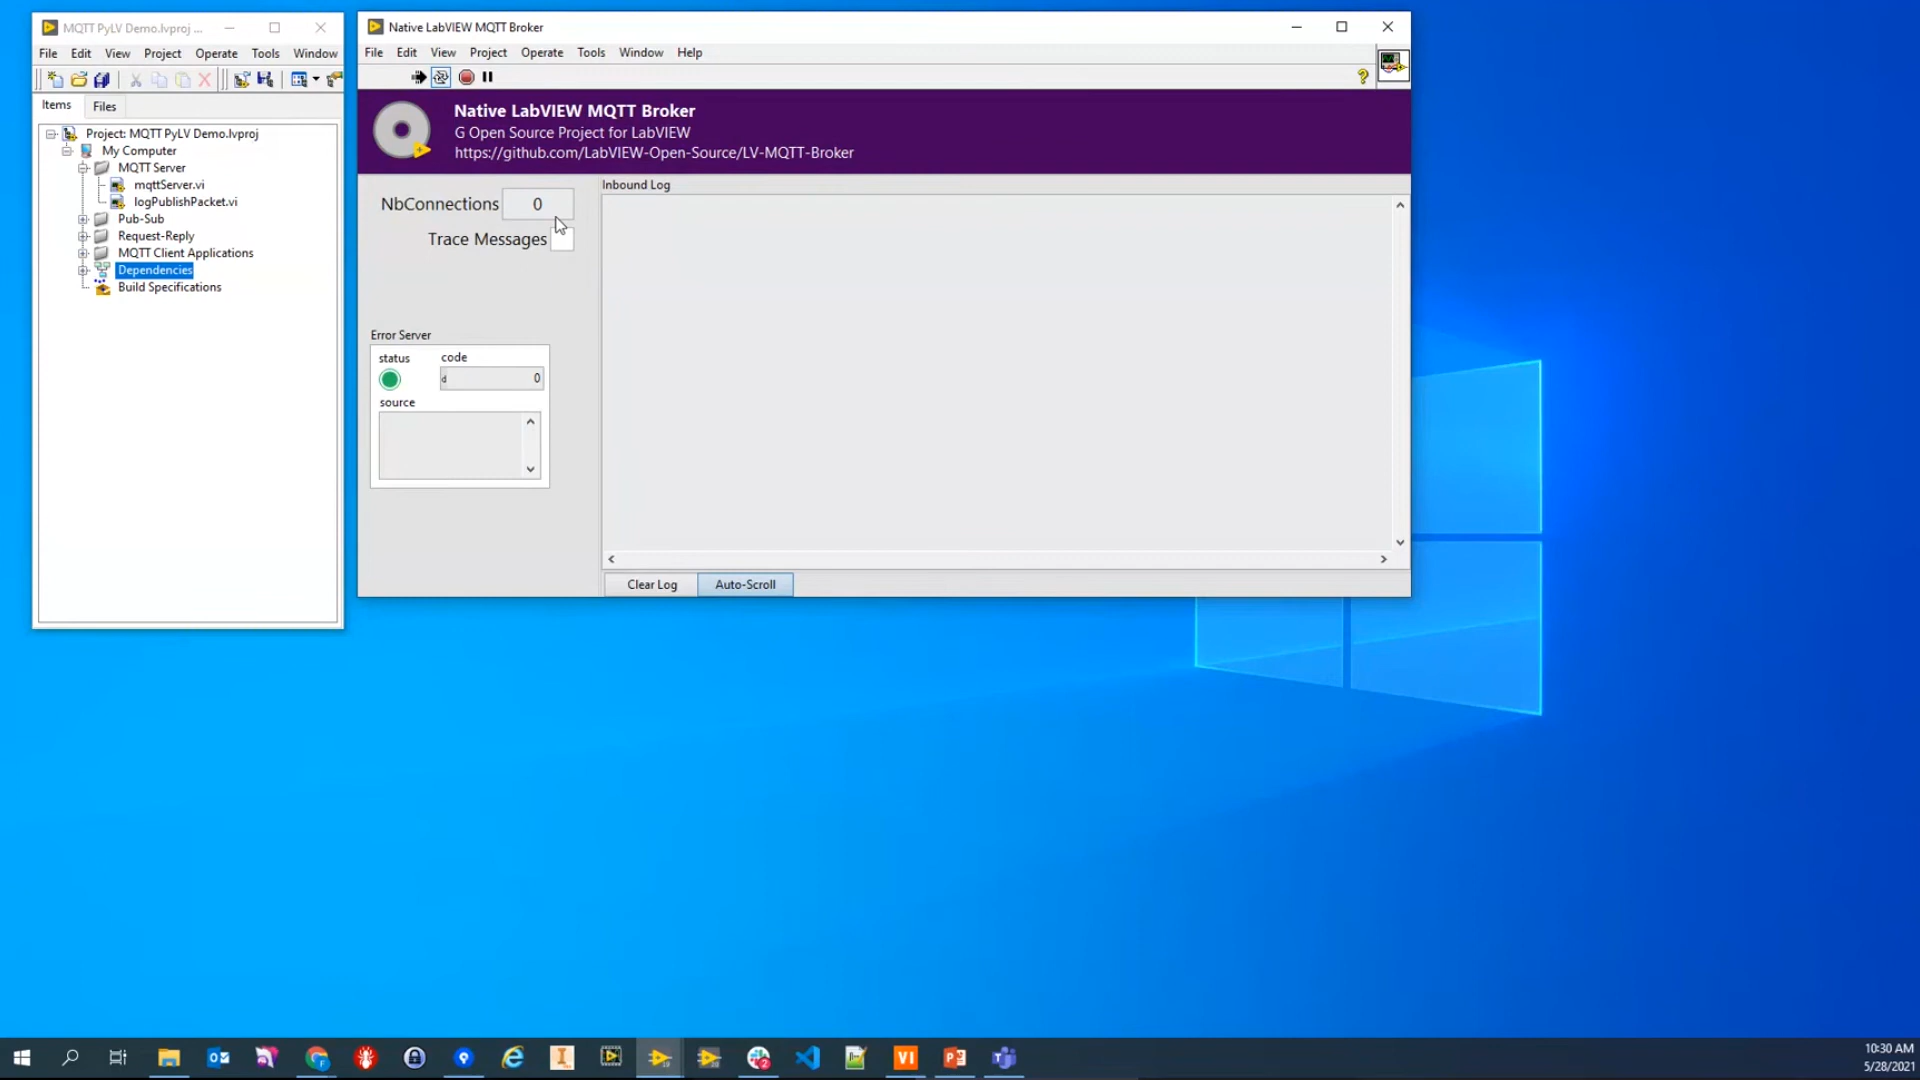 MQTT PyLV Demo.lvproj ...
File Edit View Project Operate Tools Window
Items Files
Project: MQTT PyLV Demo.lvproj
My Computer
MQTT Server
mqttServer.vi
logPublishPacket.vi
Pub-Sub
Request-Reply
MQTT Client Applications
Dependencies
Build Specifications
Native LabVIEW MQTT Broker
File Edit View Project Operate Tools Window Help
Native LabVIEW MQTT Broker
G Open Source Project for LabVIEW
https://github.com/LabVIEW-Open-Source/LV-MQTT-Broker
NbConnections 0
Trace Messages
Inbound Log
Error Server
status code
d 0
source
Clear Log Auto-Scroll
10:30 AM
5/28/2021